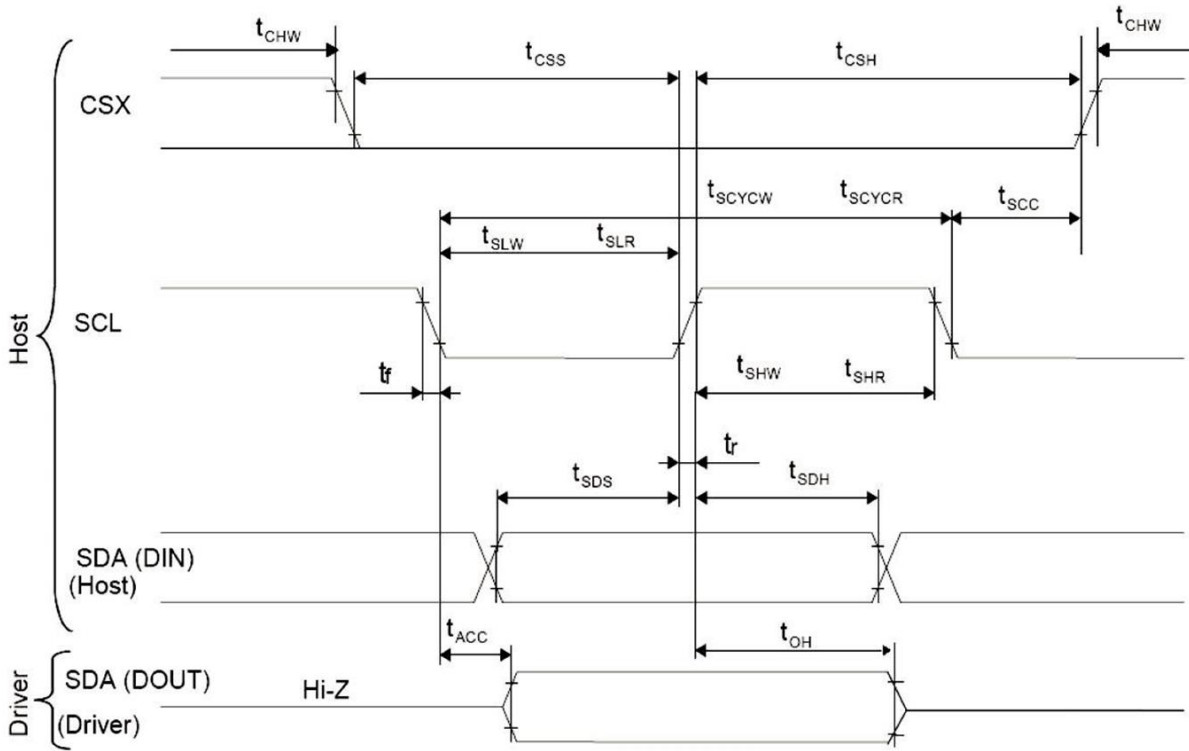 tCHW
tCHW
tCSS
tCSH
CSX
tSCYCW
tSCYCR
tSCC
tSLW
tSLR
Host
SCL
tf
tSHW
tSHR
tr
tSDS
tSDH
SDA (DIN)
(Host)
tACC
tOH
Driver
SDA (DOUT)
Hi-Z
(Driver)